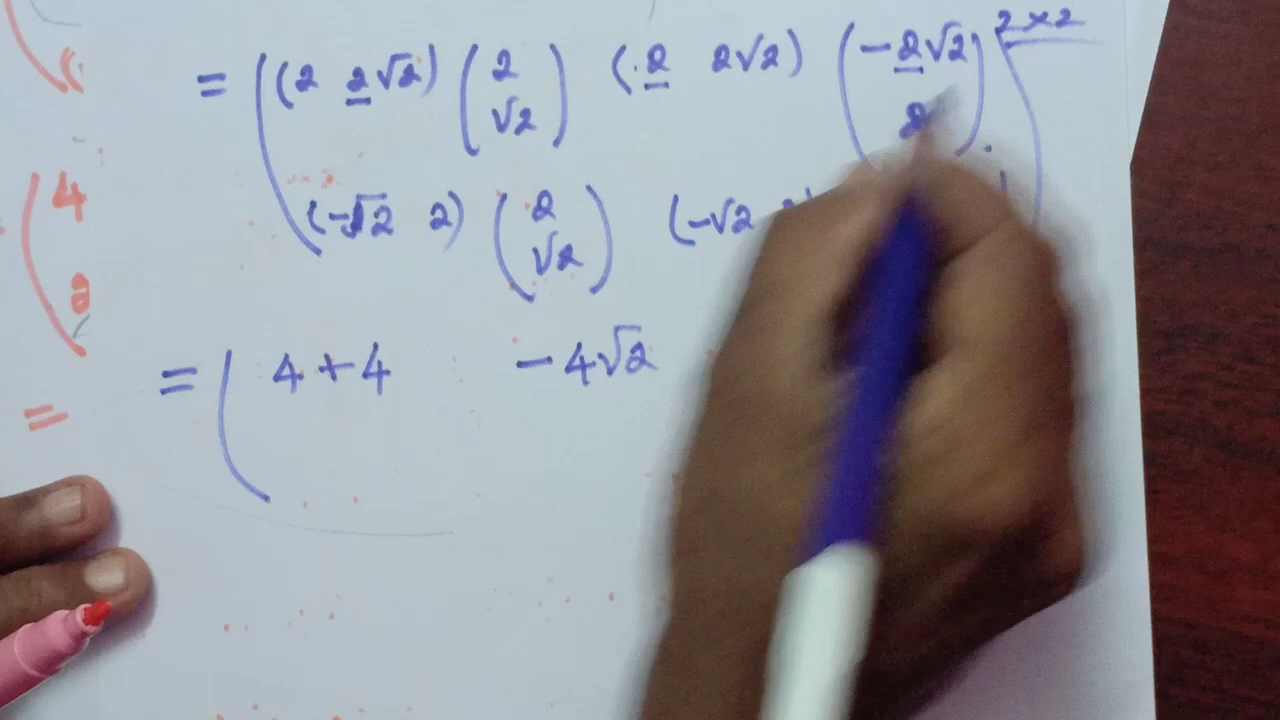 2×2
= ( (2 2√2) (2 √2) (2 2√2) (-2√2 2)
(-√2 2) (2 √2) (-√2
= ( 4+4 -4√2
4
2
=